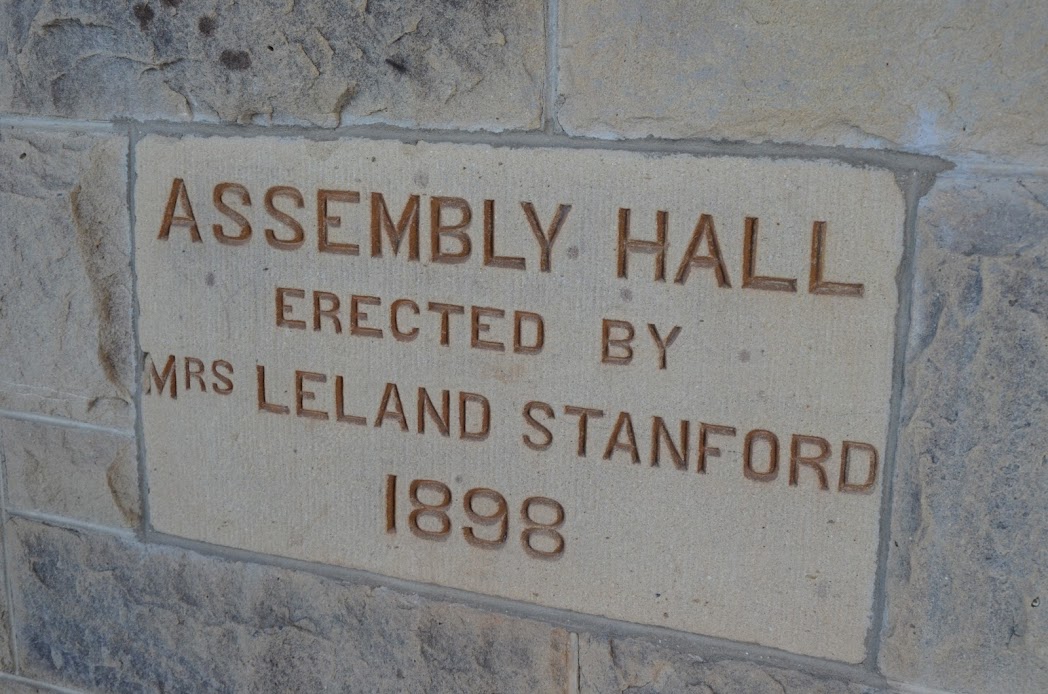 ASSEMBLY HALL
ERECTED BY
MRS LELAND STANFORD
1898